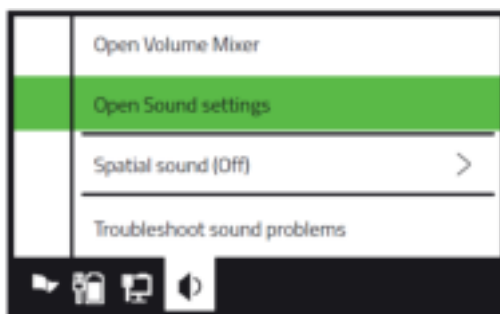 Open Volume Mixer
Open Sound settings
Spatial sound (Off)
Troubleshoot sound problems